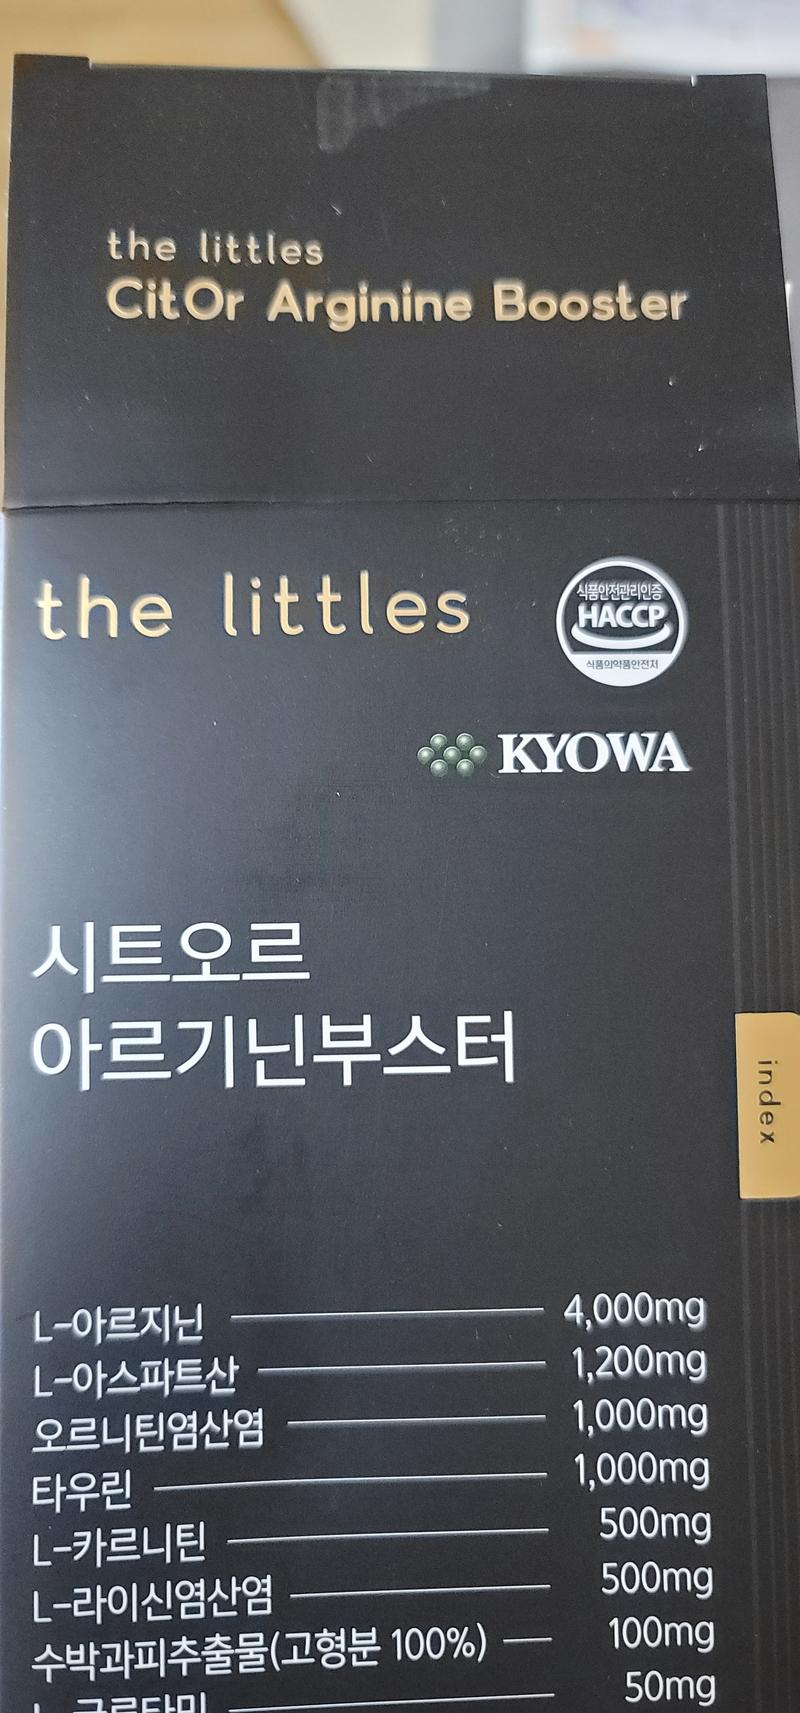 the littles
CitOr Arginine Booster
the littles
식품안전관리인증
HACCP
식품의약품안전처
KYOWA
시트오르
아르기닌부스터
index
L-아르지닌 4,000mg
L-아스파트산 1,200mg
오르니틴염산염 1,000mg
타우린 1,000mg
L-카르니틴 500mg
L-라이신염산염 500mg
수박과피추출물(고형분 100%) 100mg
L-글루타민 50mg